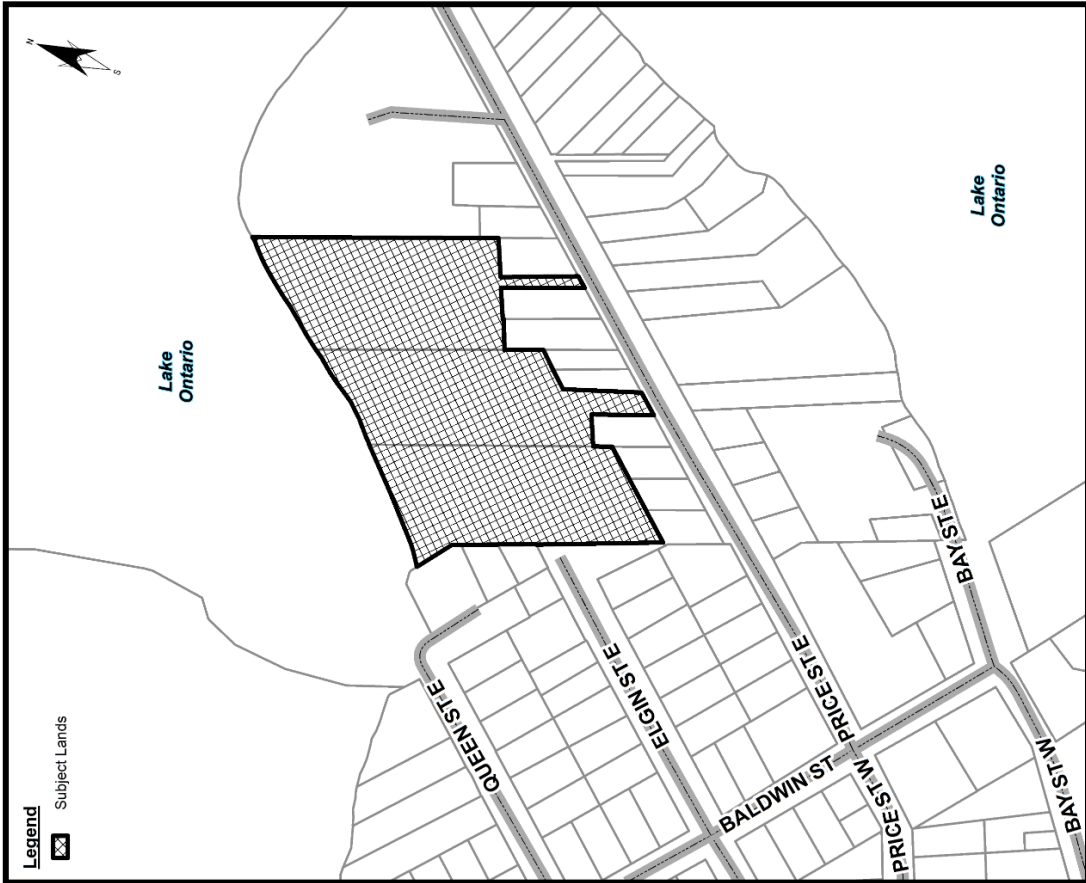 N
S
Lake
Ontario
Lake
Ontario
QUEEN ST E
ELGIN ST E
PRICE ST E
BAY ST E
BALDWIN ST
PRICE ST W
BAY ST W
Legend
Subject Lands